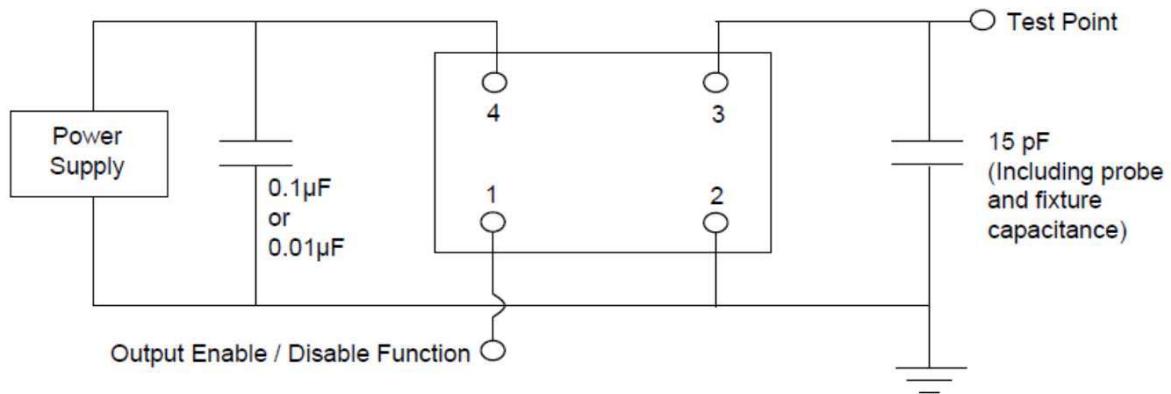 Test Point
4
3
Power
Supply
0.1µF
or
0.01µF
1
2
15 pF
(Including probe
and fixture
capacitance)
Output Enable / Disable Function